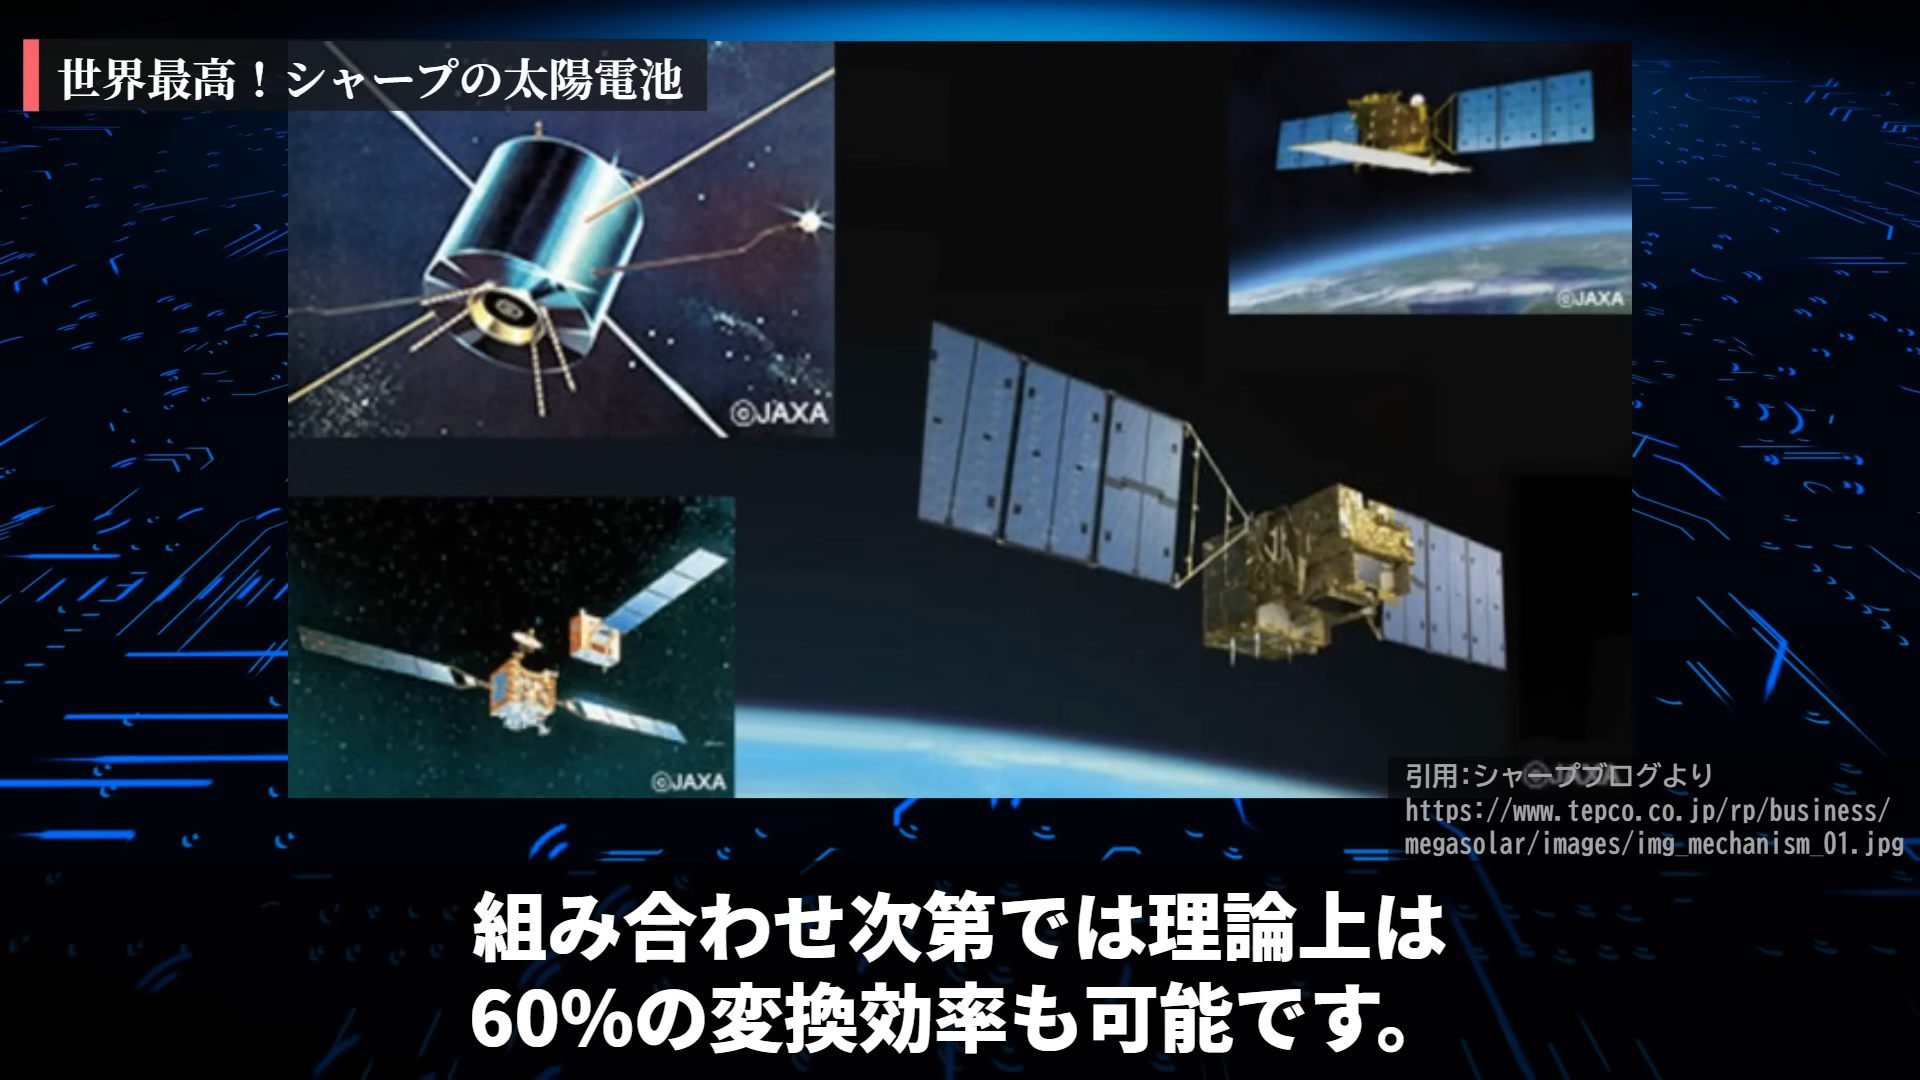 世界最高！シャープの太陽電池
©JAXA
©JAXA
©JAXA
引用：シャープブログより
https://www.tepco.co.jp/rp/business/
megasolar/images/img_mechanism_01.jpg
組み合わせ次第では理論上は
60%の変換効率も可能です。